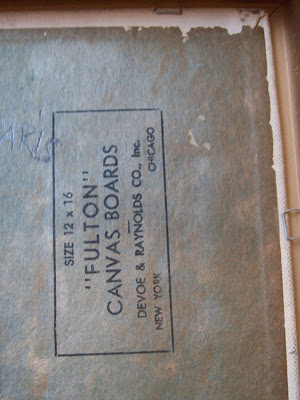 SIZE 12 x 16
"FULTON"
CANVAS BOARDS
DEVOE & RAYNOLDS CO., Inc.
NEW YORK CHICAGO